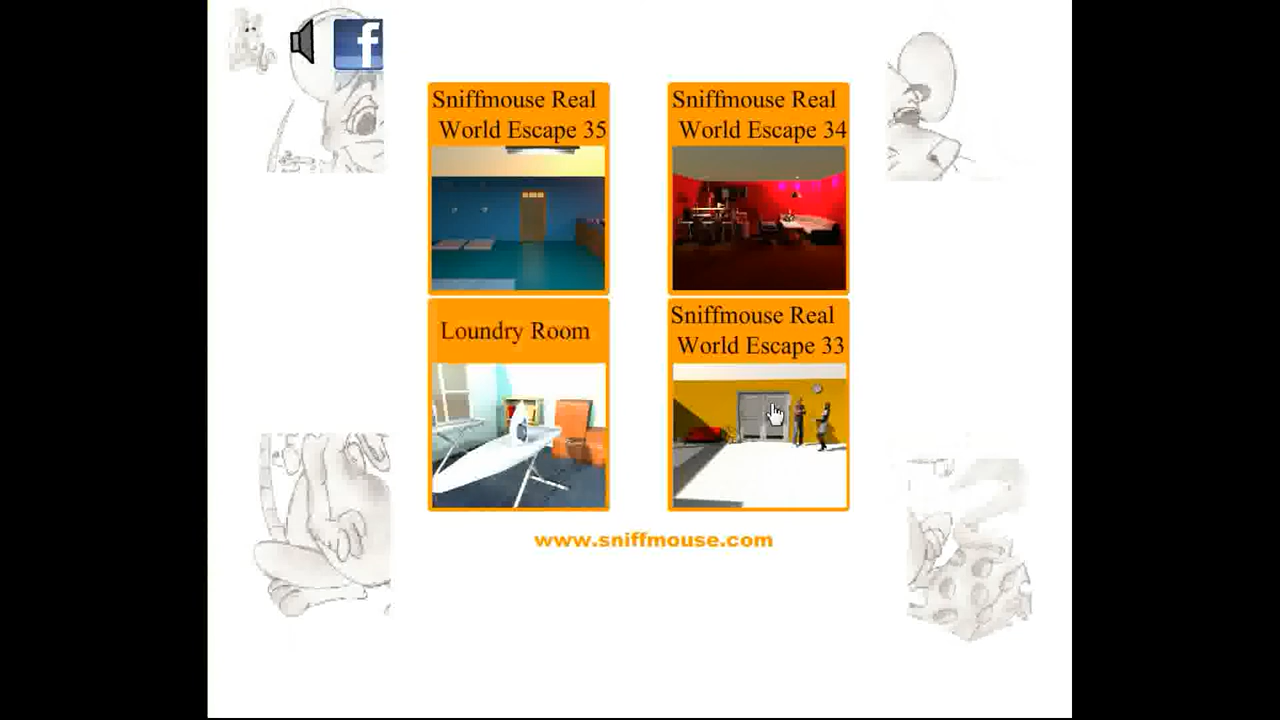 f
Sniffmouse Real
World Escape 35
Sniffmouse Real
World Escape 34
Loundry Room
Sniffmouse Real
World Escape 33
www.sniffmouse.com